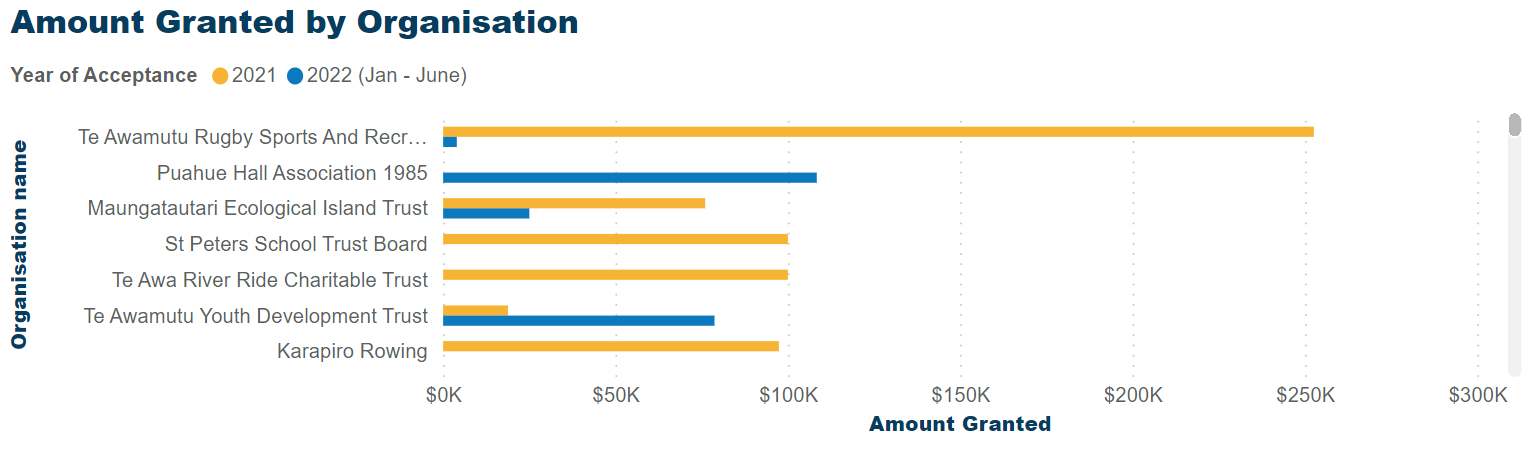 Amount Granted by Organisation
Year of Acceptance 2021 2022 (Jan - June)
Organisation name
Te Awamutu Rugby Sports And Recr…
Puahue Hall Association 1985
Maungatautari Ecological Island Trust
St Peters School Trust Board
Te Awa River Ride Charitable Trust
Te Awamutu Youth Development Trust
Karapiro Rowing
$0K $50K $100K $150K $200K $250K $300K
Amount Granted